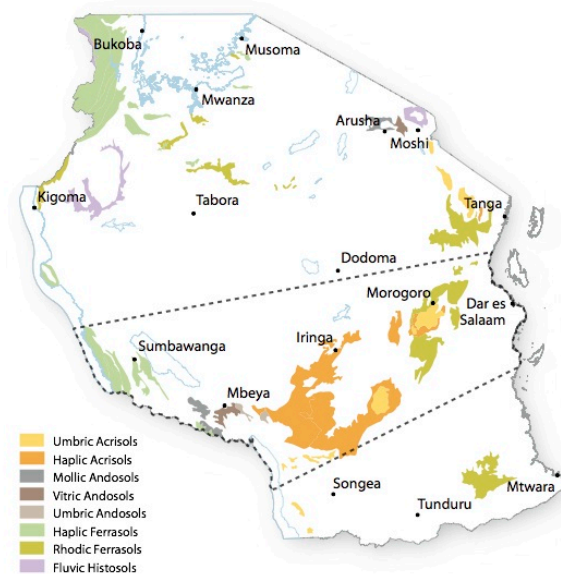 Bukoba
Musoma
Mwanza
Arusha
Moshi
Kigoma
Tabora
Tanga
Dodoma
Morogoro
Dar es
Salaam
Iringa
Sumbawanga
Mbeya
Songea
Tunduru
Mtwara
Umbric Acrisols
Haplic Acrisols
Mollic Andosols
Vitric Andosols
Umbric Andosols
Haplic Ferrasols
Rhodic Ferrasols
Fluvic Histosols